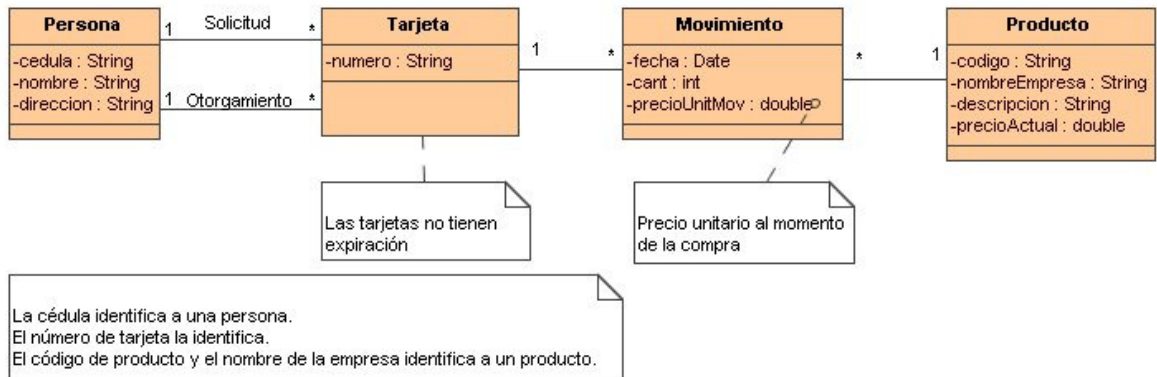 Persona
-cedula : String
-nombre : String
-direccion : String
1 Solicitud *
1 Otorgamiento *
Tarjeta
-numero : String
1 *
Movimiento
-fecha : Date
-cant : int
-precioUnitMov : double
* 1
Producto
-codigo : String
-nombreEmpresa : String
-descripcion : String
-precioActual : double
Las tarjetas no tienen
expiración
Precio unitario al momento
de la compra
La cédula identifica a una persona.
El número de tarjeta la identifica.
El código de producto y el nombre de la empresa identifica a un producto.